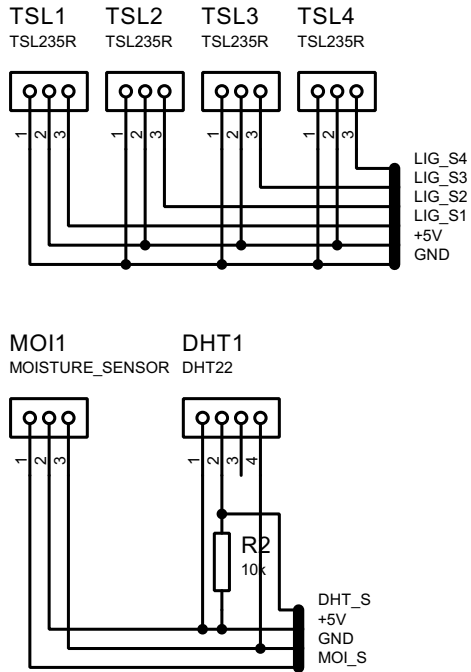 TSL1 TSL2 TSL3 TSL4
TSL235R TSL235R TSL235R TSL235R
1 2 3 1 2 3 1 2 3 1 2 3
LIG_S4
LIG_S3
LIG_S2
LIG_S1
+5V
GND
MOI1 DHT1
MOISTURE_SENSOR DHT22
1 2 3 1 2 3 4
R2
10k
DHT_S
+5V
GND
MOI_S